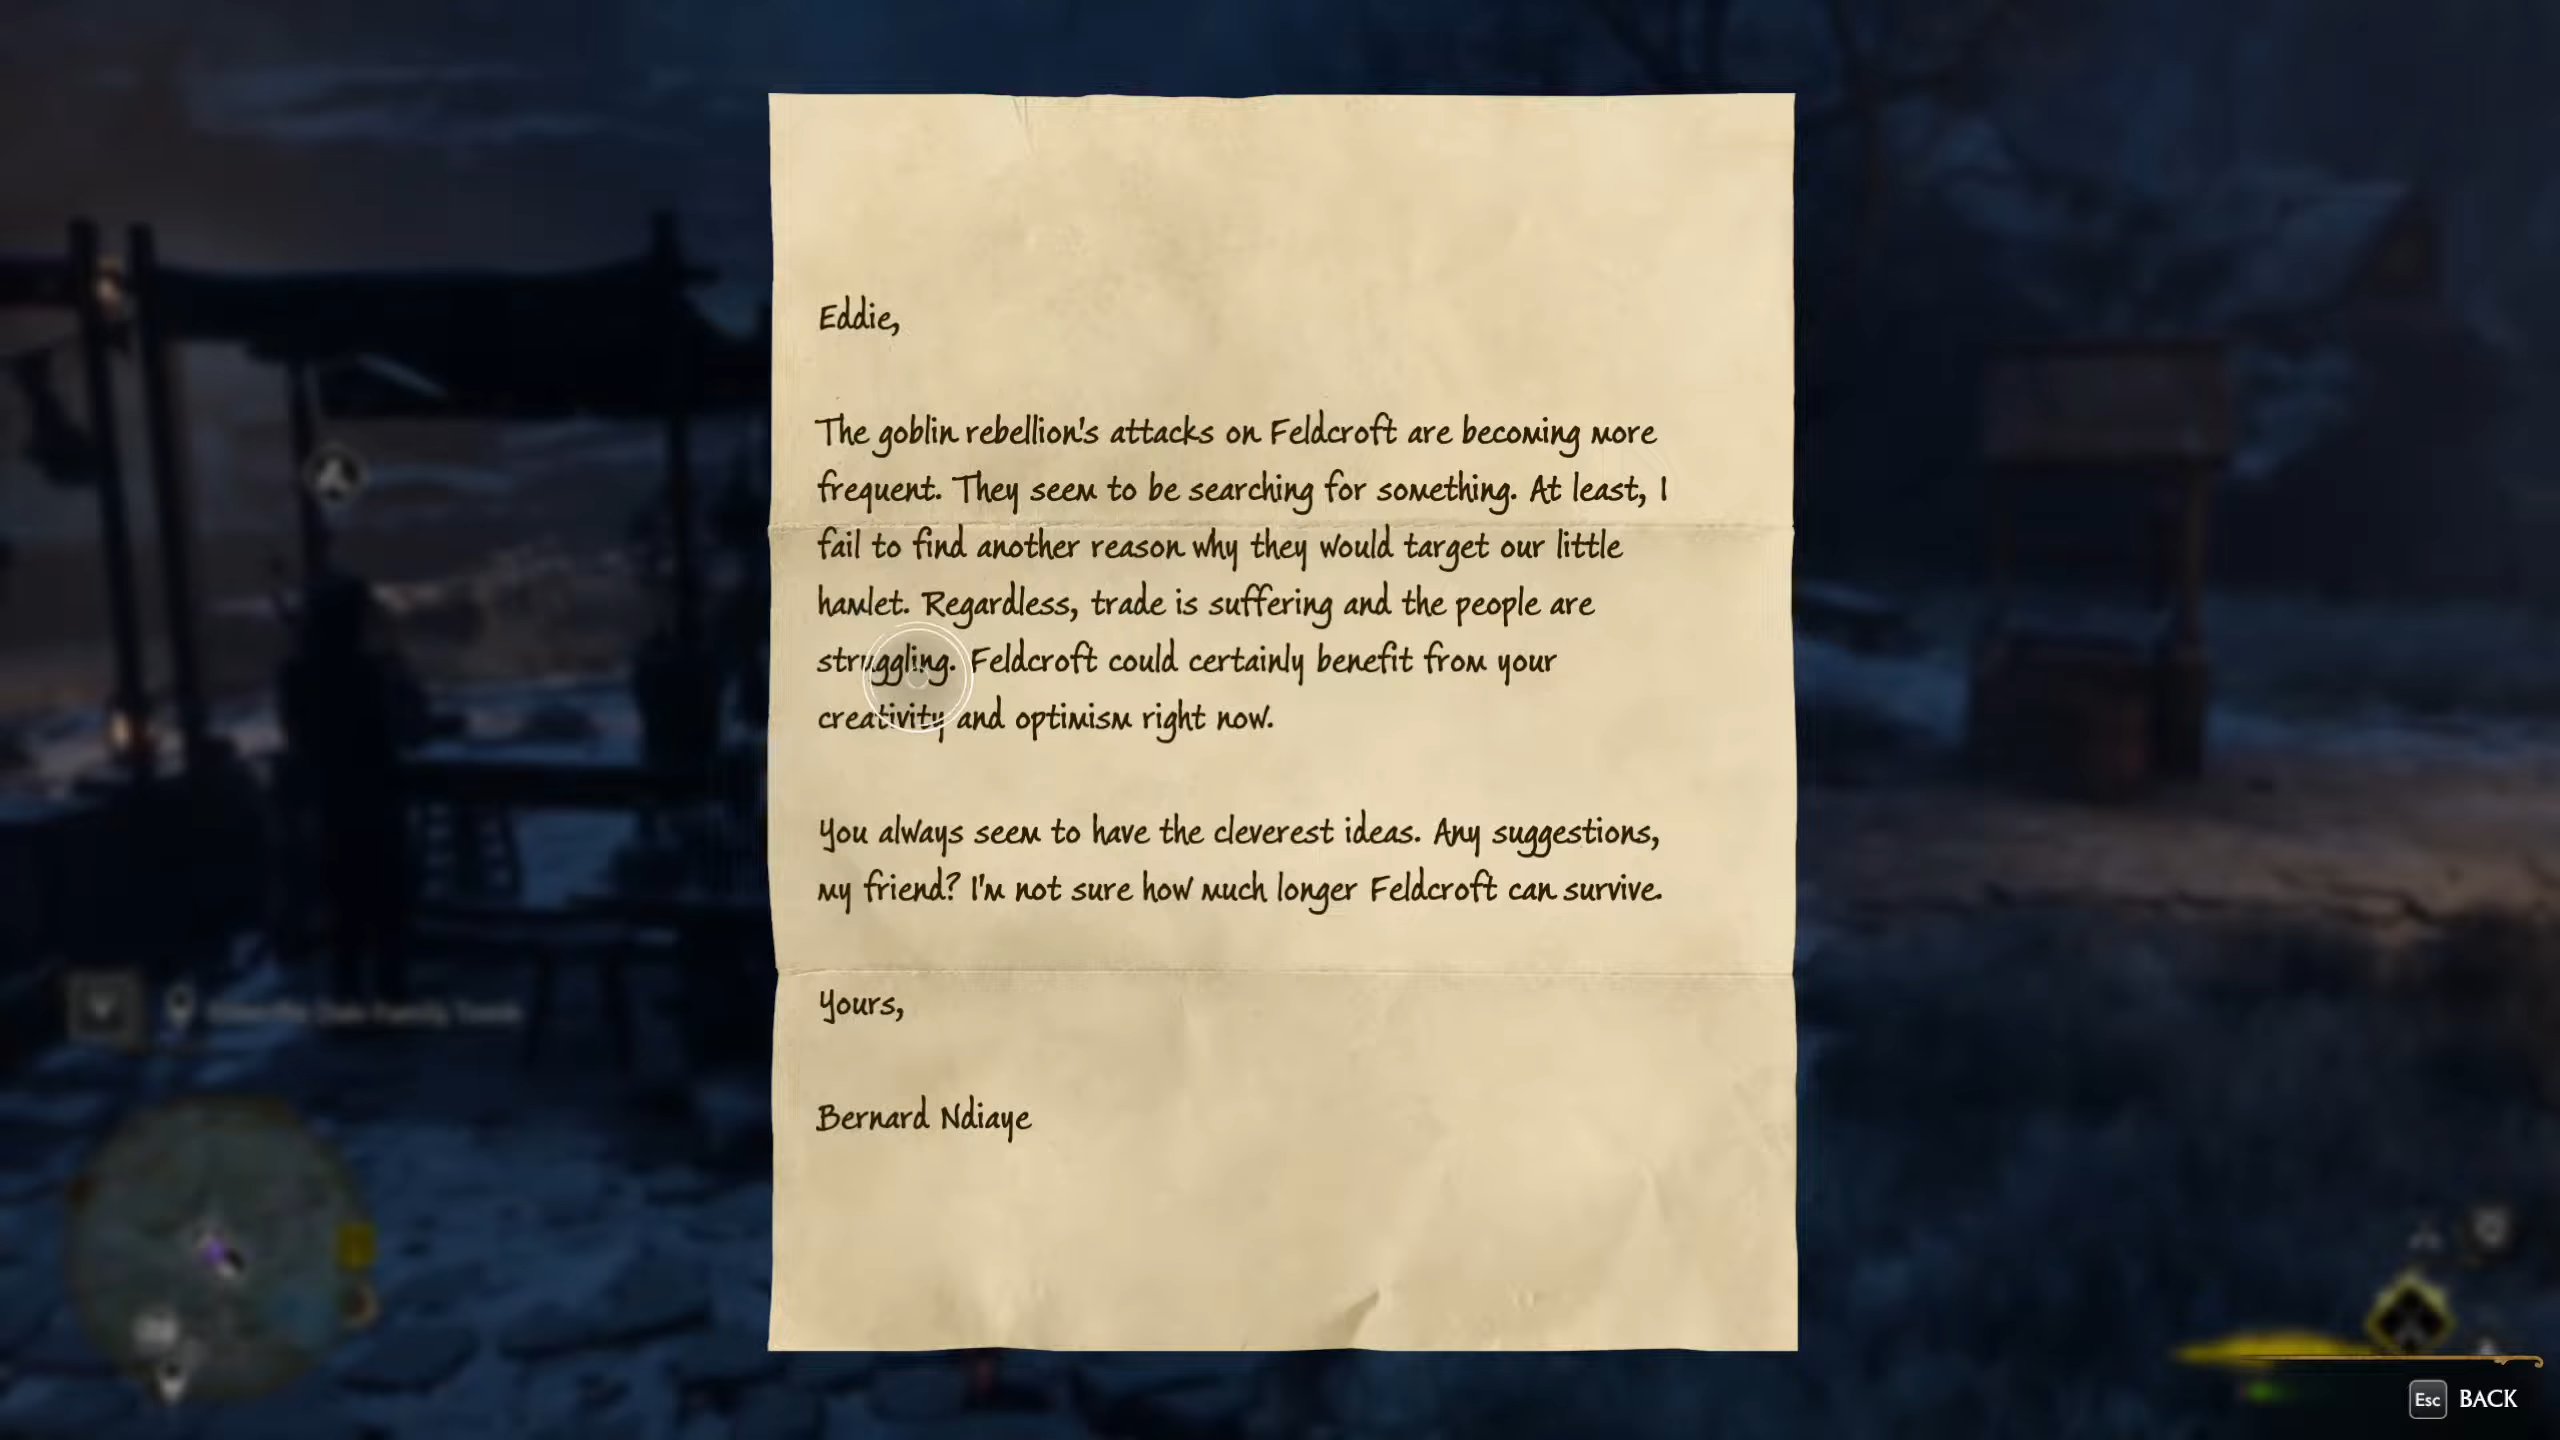 Eddie,
The goblin rebellion's attacks on Feldcroft are becoming more
frequent. They seem to be searching for something. At least, I
fail to find another reason why they would target our little
hamlet. Regardless, trade is suffering and the people are
struggling. Feldcroft could certainly benefit from your
creativity and optimism right now.
You always seem to have the cleverest ideas. Any suggestions,
my friend? I'm not sure how much longer Feldcroft can survive.
Yours,
Bernard Ndiaye
Esc BACK